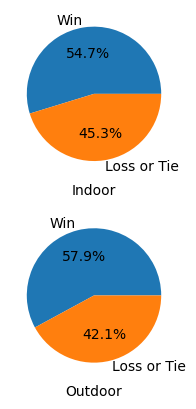 Win
54.7%
45.3%
Loss or Tie
Indoor
Win
57.9%
42.1%
Loss or Tie
Outdoor